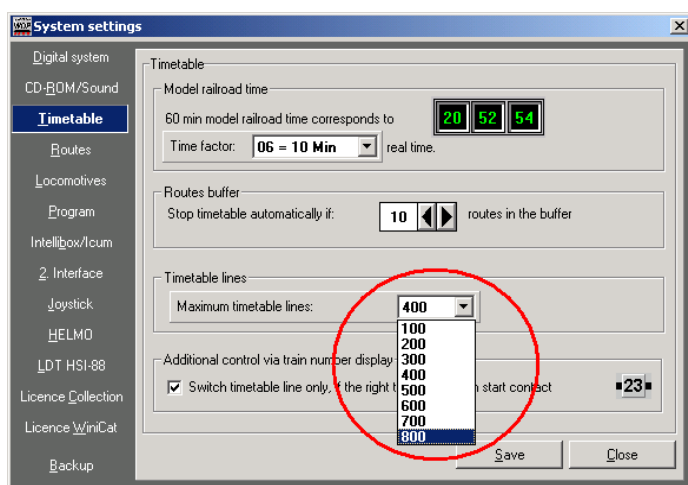 System settings
Digital system
CD-ROM/Sound
Timetable
Routes
Locomotives
Program
Intellibox/Icum
2. Interface
Joystick
HELMO
LDT HSI-88
Licence Collection
Licence WiniCat
Backup
Timetable
Model railroad time
60 min model railroad time corresponds to
20 52 54
Time factor: 06 = 10 Min real time.
Routes buffer
Stop timetable automatically if: 10 routes in the buffer
Timetable lines
Maximum timetable lines: 400
100
200
300
400
500
600
700
800
Additional control via train number display
Switch timetable line only, if the right start contact
23
Save Close